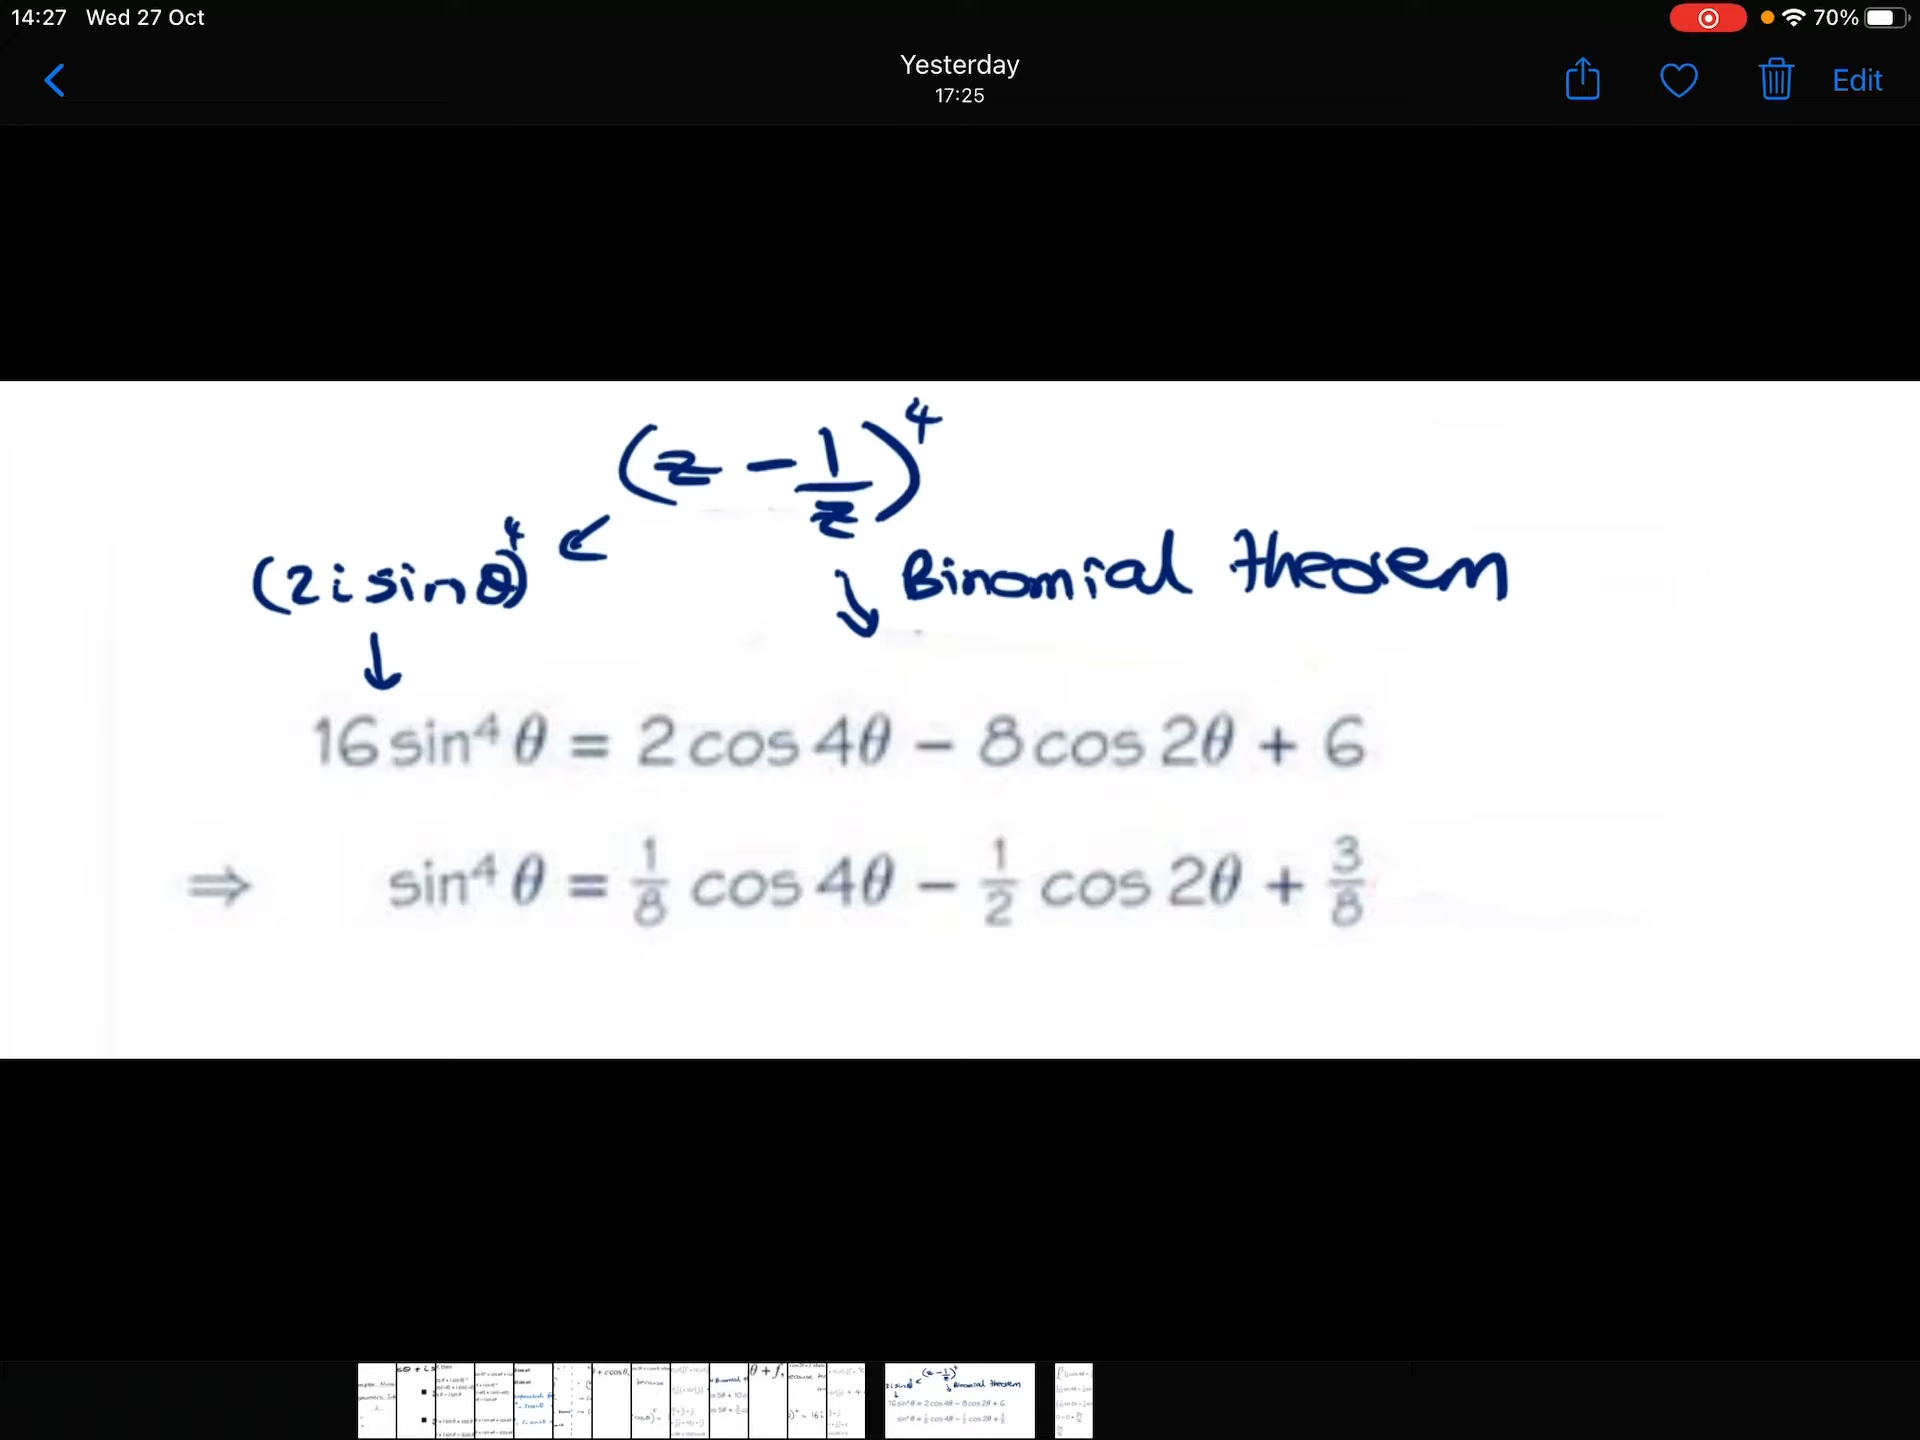 14:27 Wed 27 Oct
70%
Yesterday
17:25
Edit
(z - 1/z)⁴
(2i sin θ)⁴
Binomial theorem
16 sin⁴ θ = 2 cos 4θ − 8 cos 2θ + 6
⇒ sin⁴ θ = 1/8 cos 4θ − 1/2 cos 2θ + 3/8